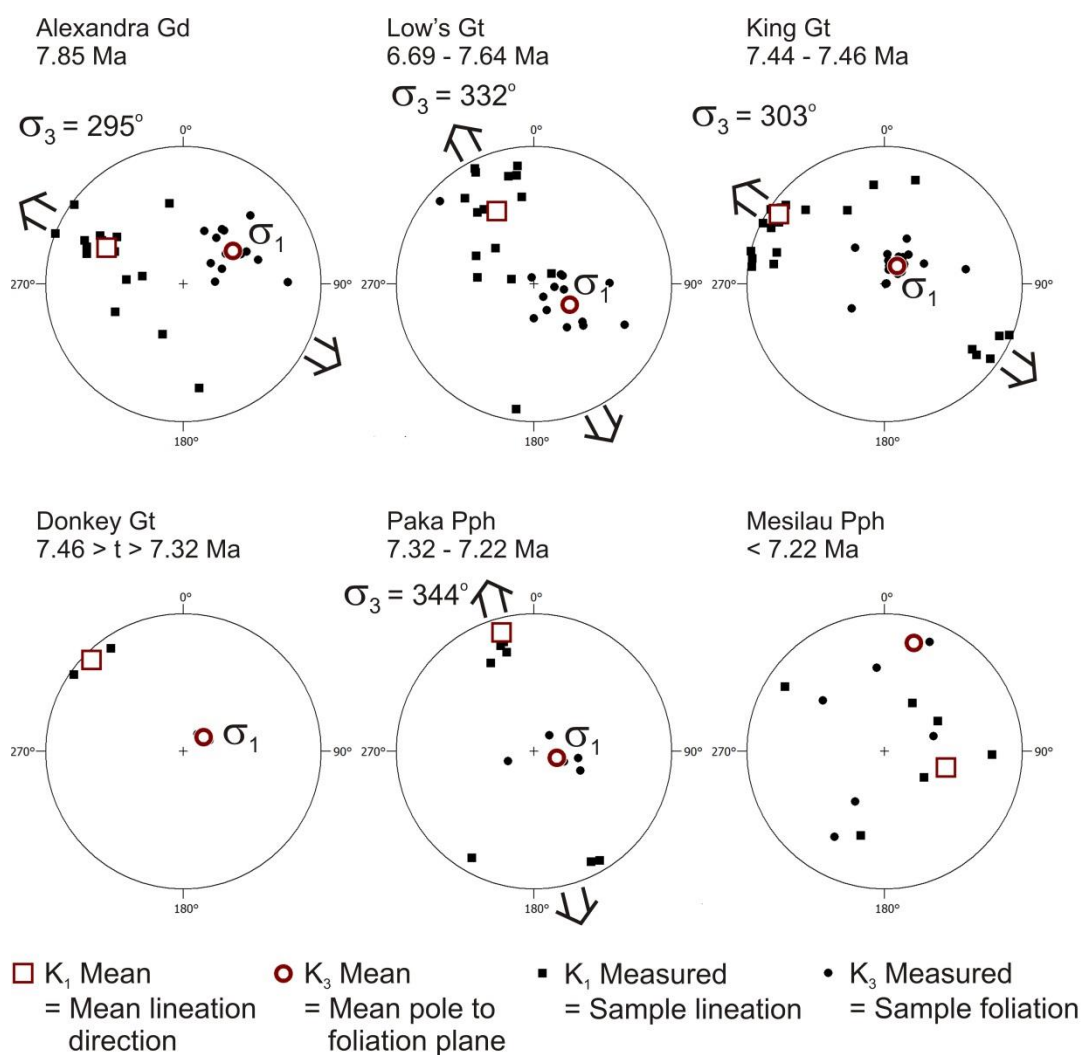 Alexandra Gd
7.85 Ma
σ3 = 295°
0°
270°
90°
180°
σ1
Low's Gt
6.69 - 7.64 Ma
σ3 = 332°
0°
270°
90°
180°
σ1
King Gt
7.44 - 7.46 Ma
σ3 = 303°
0°
270°
90°
180°
σ1
Donkey Gt
7.46 > t > 7.32 Ma
0°
270°
90°
180°
σ1
Paka Pph
7.32 - 7.22 Ma
σ3 = 344°
0°
270°
90°
180°
σ1
Mesilau Pph
< 7.22 Ma
0°
270°
90°
180°
K1 Mean
= Mean lineation
direction
K3 Mean
= Mean pole to
foliation plane
K1 Measured
= Sample lineation
K3 Measured
= Sample foliation